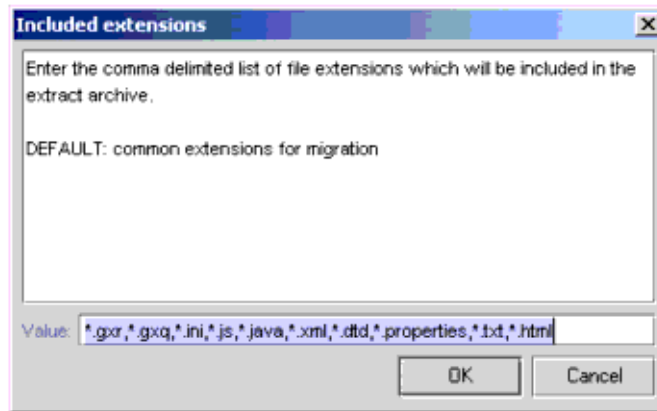 Included extensions
Enter the comma delimited list of file extensions which will be included in the
extract archive.
DEFAULT: common extensions for migration
Value: *.gxr,*.gxq,*.ini,*.js,*.java,*.xml,*.dtd,*.properties,*.txt,*.html
OK Cancel